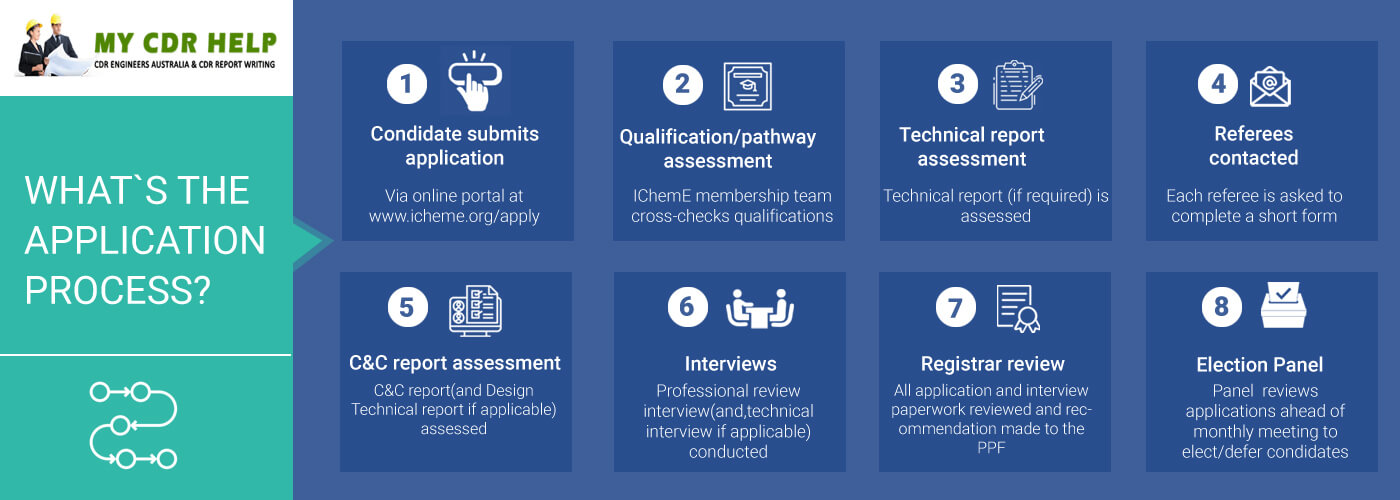 MY CDR HELP
CDR ENGINEERS AUSTRALIA & CDR REPORT WRITING
WHAT`S THE
APPLICATION
PROCESS?
1
Candidate submits
application
Via online portal at
www.icheme.org/apply
2
Qualification/pathway
assessment
IChemE membership team
cross-checks qualifications
3
Technical report
assessment
Technical report (if required) is
assessed
4
Referees
contacted
Each referee is asked to
complete a short form
5
C&C report assessment
C&C report(and Design
Technical report if applicable)
assessed
6
Interviews
Professional review
interview(and,technical
interview if applicable)
conducted
7
Registrar review
All application and interview
paperwork reviewed and rec-
ommendation made to the
PPF
8
Election Panel
Panel  reviews
applications ahead of
monthly meeting to
elect/defer candidates